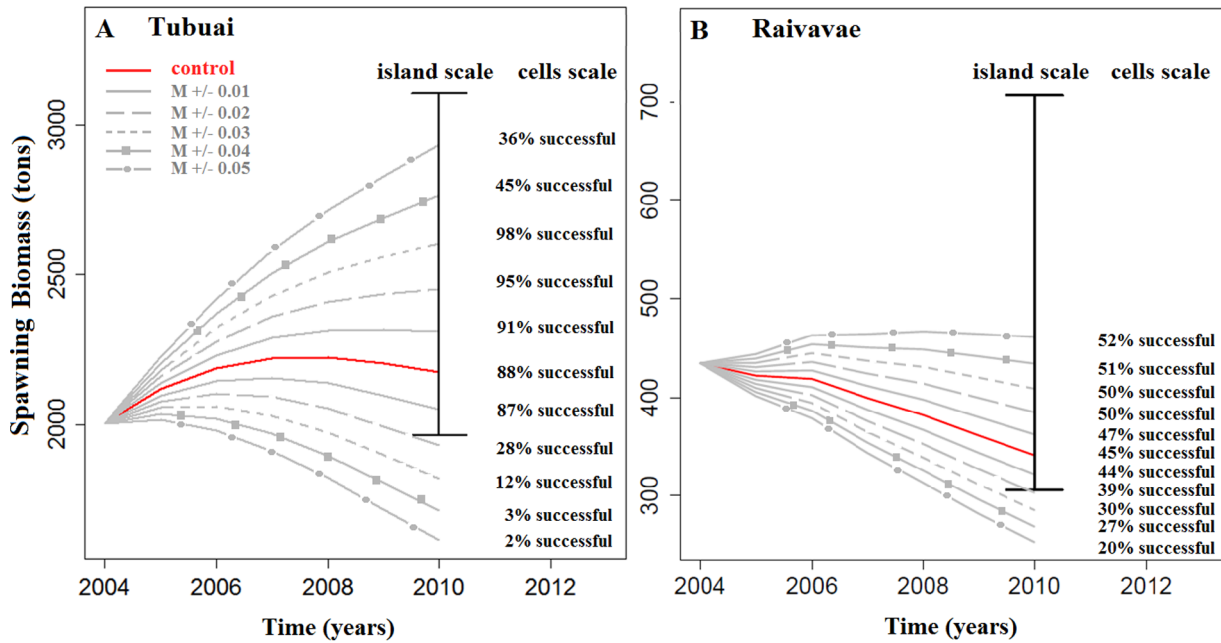 A Tubuai
control
M +/- 0.01
M +/- 0.02
M +/- 0.03
M +/- 0.04
M +/- 0.05
island scale cells scale
36% successful
45% successful
98% successful
95% successful
91% successful
88% successful
87% successful
28% successful
12% successful
3% successful
2% successful
Spawning Biomass (tons)
3000
2500
2000
2004 2006 2008 2010 2012
Time (years)
B Raivavae
island scale cells scale
700
600
500
400
300
52% successful
51% successful
50% successful
50% successful
47% successful
45% successful
44% successful
39% successful
30% successful
27% successful
20% successful
2004 2006 2008 2010 2012
Time (years)